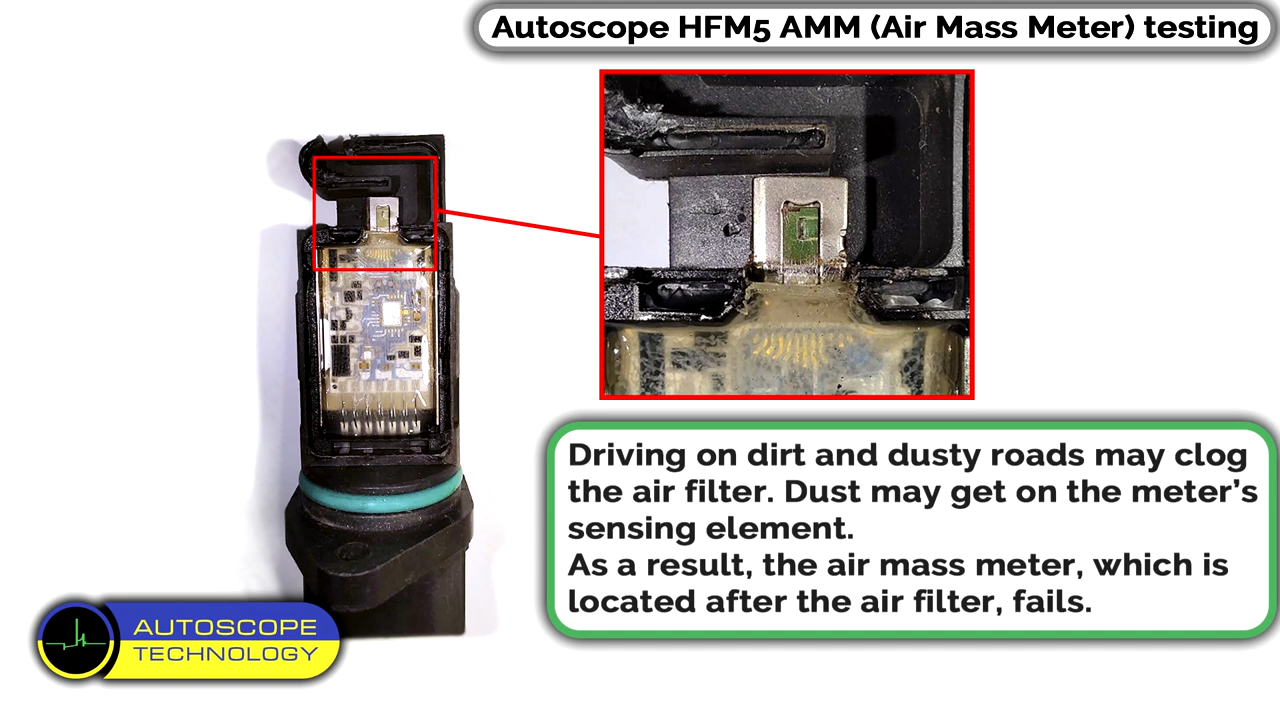 Autoscope HFM5 AMM (Air Mass Meter) testing
Driving on dirt and dusty roads may clog
the air filter. Dust may get on the meter’s
sensing element.
As a result, the air mass meter, which is
located after the air filter, fails.
AUTOSCOPE
TECHNOLOGY